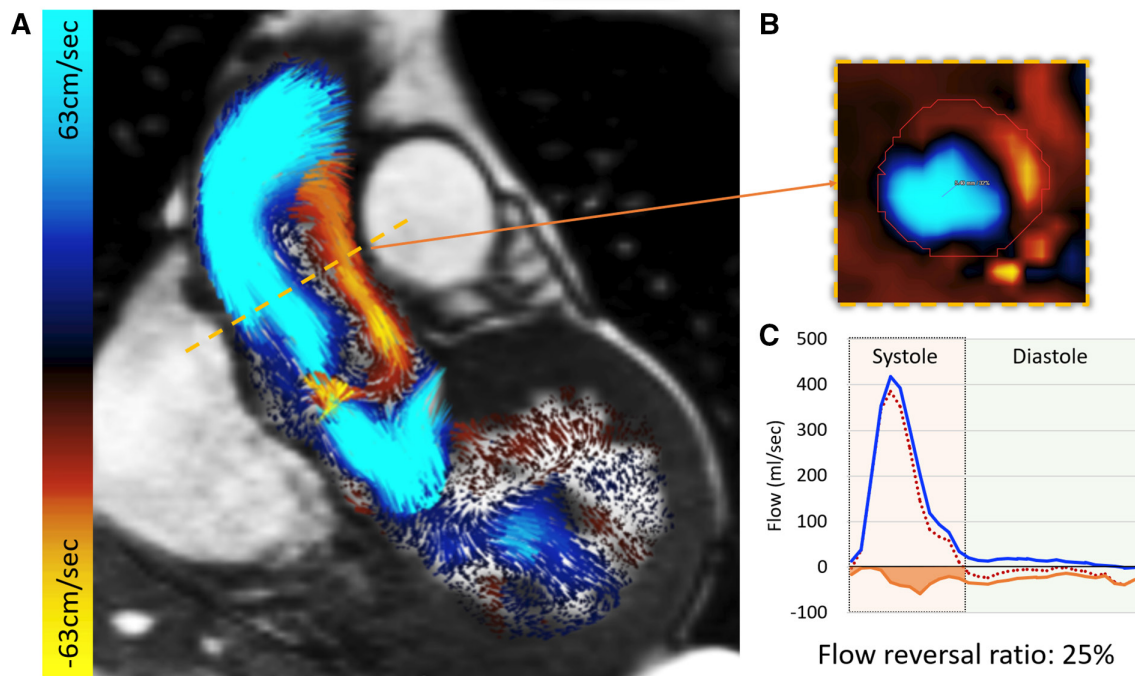 A
63cm/sec
-63cm/sec
B
C
500
400
300
200
100
0
-100
Flow (ml/sec)
Systole
Diastole
Flow reversal ratio: 25%